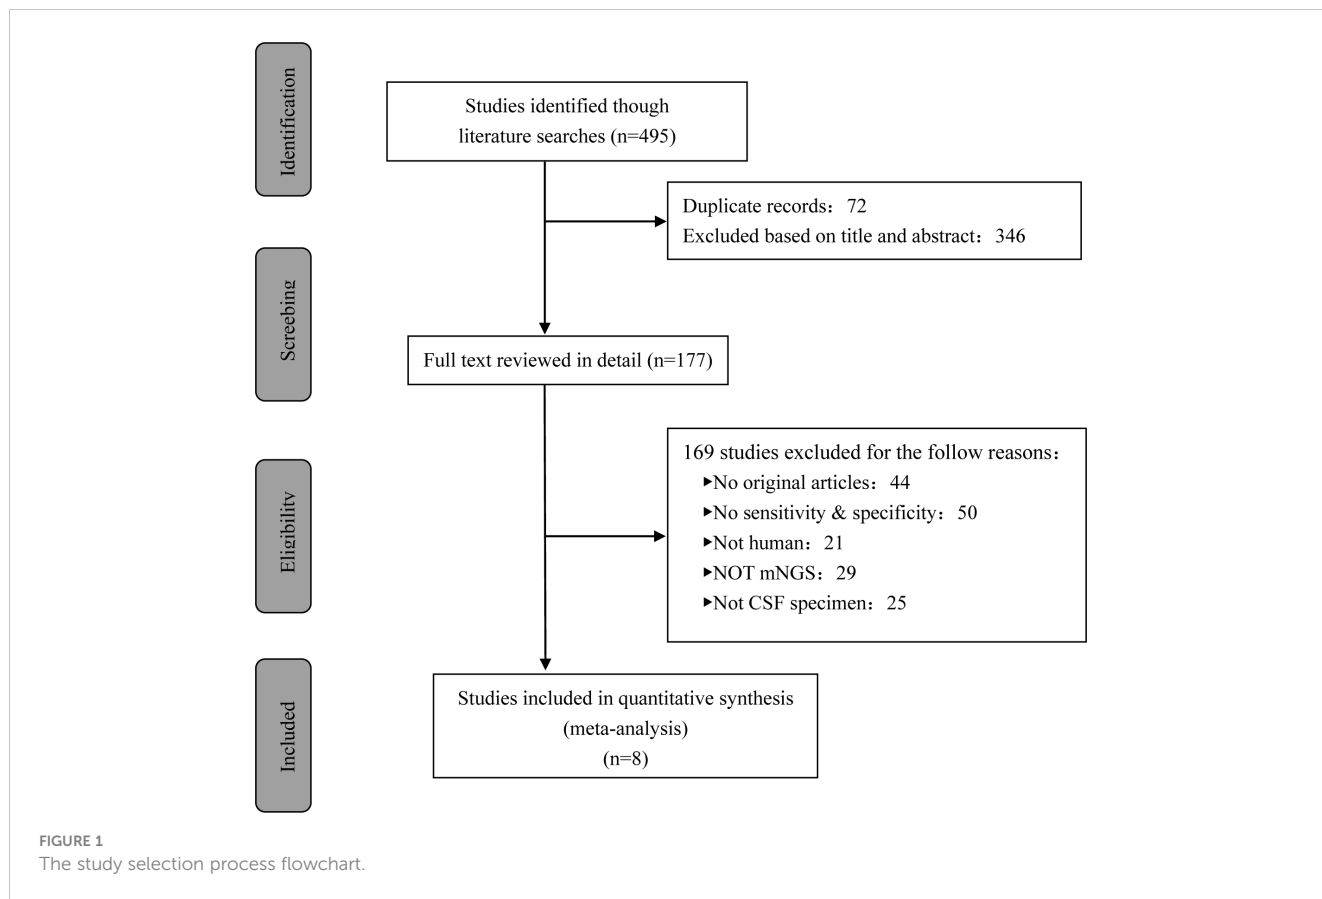 Identification
Studies identified though
literature searches (n=495)
Duplicate records：72
Excluded based on title and abstract：346
Screebing
Full text reviewed in detail (n=177)
Eligibility
169 studies excluded for the follow reasons：
▶No original articles：44
▶No sensitivity & specificity：50
▶Not human：21
▶NOT mNGS：29
▶Not CSF specimen：25
Included
Studies included in quantitative synthesis
(meta-analysis)
(n=8)
FIGURE 1
The study selection process flowchart.